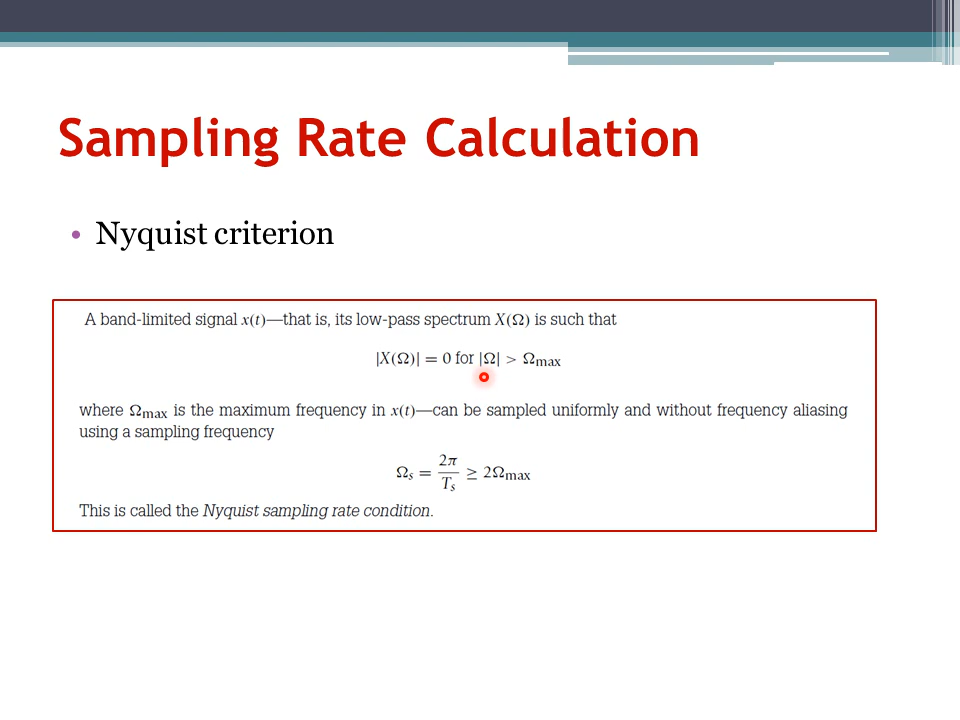 Sampling Rate Calculation
• Nyquist criterion
A band-limited signal x(t)—that is, its low-pass spectrum X(Ω) is such that
|X(Ω)| = 0 for |Ω| > Ωmax
where Ωmax is the maximum frequency in x(t)—can be sampled uniformly and without frequency aliasing
using a sampling frequency
Ωs = 2π/Ts ≥ 2Ωmax
This is called the Nyquist sampling rate condition.